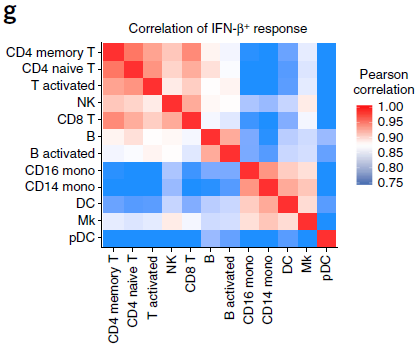 g
Correlation of IFN-β⁺ response
CD4 memory T
CD4 naive T
T activated
NK
CD8 T
B
B activated
CD16 mono
CD14 mono
DC
Mk
pDC
CD4 memory T
CD4 naive T
T activated
NK
CD8 T
B
B activated
CD16 mono
CD14 mono
DC
Mk
pDC
Pearson
correlation
1.00
0.95
0.90
0.85
0.80
0.75